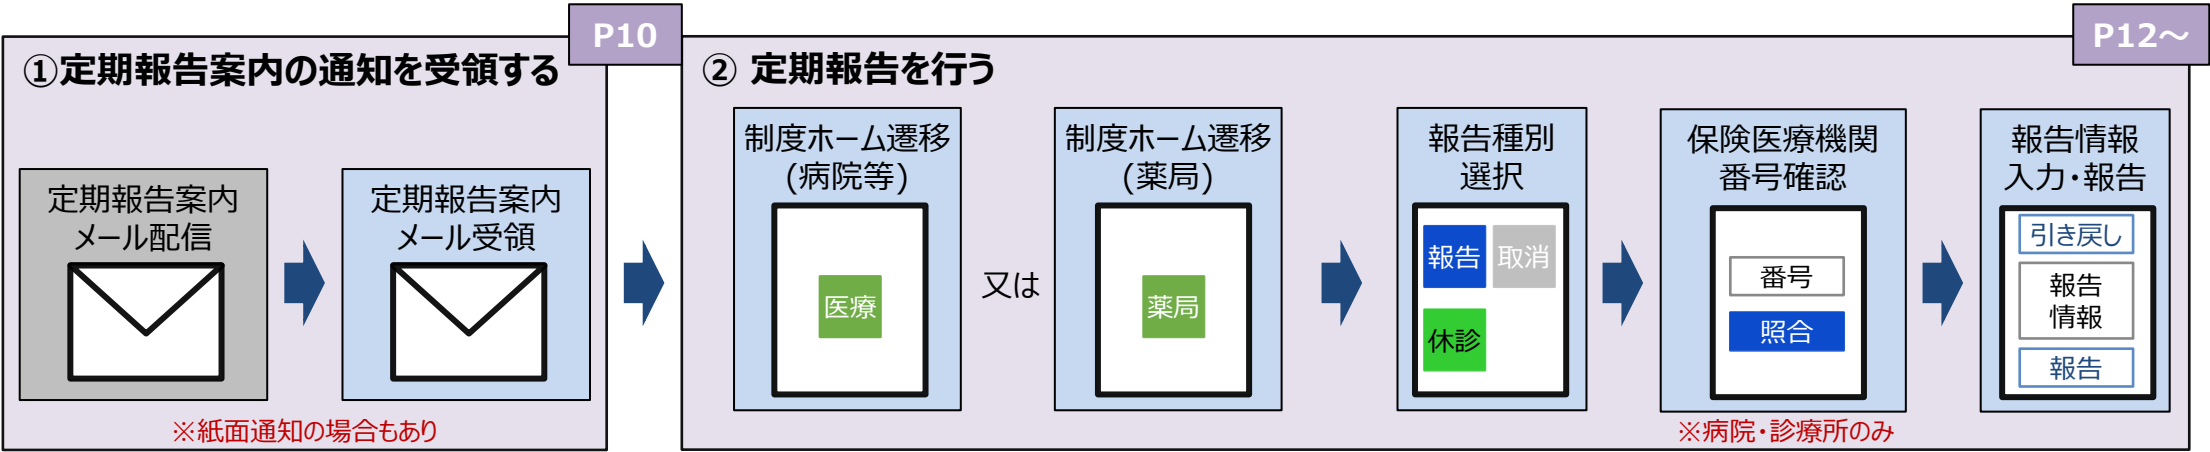 P10
①定期報告案内の通知を受領する
定期報告案内
メール配信
定期報告案内
メール受領
※紙面通知の場合もあり
P12～
② 定期報告を行う
制度ホーム遷移
(病院等)
医療
又は
制度ホーム遷移
(薬局)
薬局
報告種別
選択
報告 取消
休診
保険医療機関
番号確認
番号
照合
※病院・診療所のみ
報告情報
入力・報告
引き戻し
報告
情報
報告